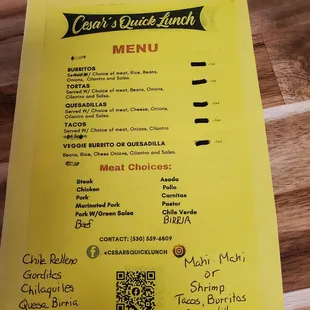 Cesar's Quick Lunch
MENU
BURRITOS
Served W/ Choice of meat, Rice, Beans,
Onions, Cilantro and Salsa.
TORTAS
Served W/ Choice of meat, Beans, Onions,
Cilantro and Salsa.
QUESADILLAS
Served W/ Choice of meat, Cheese, Onions,
Cilantro and Salsa.
TACOS
Served W/ Choice of meat, Onions, Cilantro
VEGGIE BURRITO OR QUESADILLA
Beans, Rice, Chees Onions, Cilantro and Salsa.
Meat Choices:
Steak Asada
Chicken Pollo
Pork Carnitas
Marinated Pork Pastor
Pork W/Green Salsa Chile Verde
Beef BIRRIA
CONTACT: (530) 559-6809
@CESARSQUICKLUNCH
Chile Relleno
Gorditas
Chilaquiles
Quesa Birria
Mahi-Mahi
or
Shrimp
Tacos, Burritos